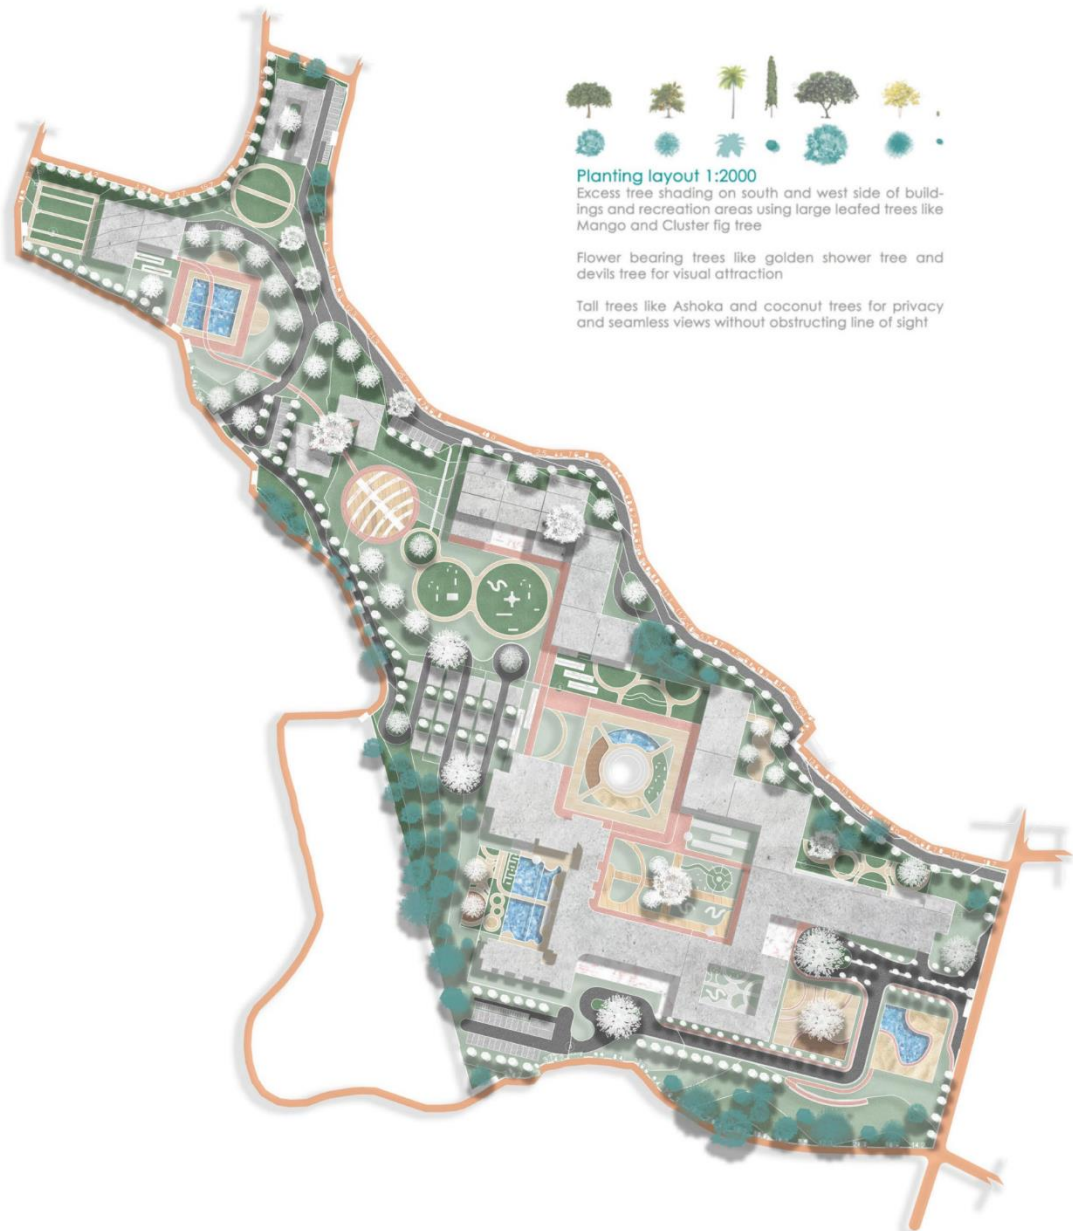 Planting layout 1:2000
Excess tree shading on south and west side of build-
ings and recreation areas using large leafed trees like
Mango and Cluster fig tree
Flower bearing trees like golden shower tree and
devils tree for visual attraction
Tall trees like Ashoka and coconut trees for privacy
and seamless views without obstructing line of sight